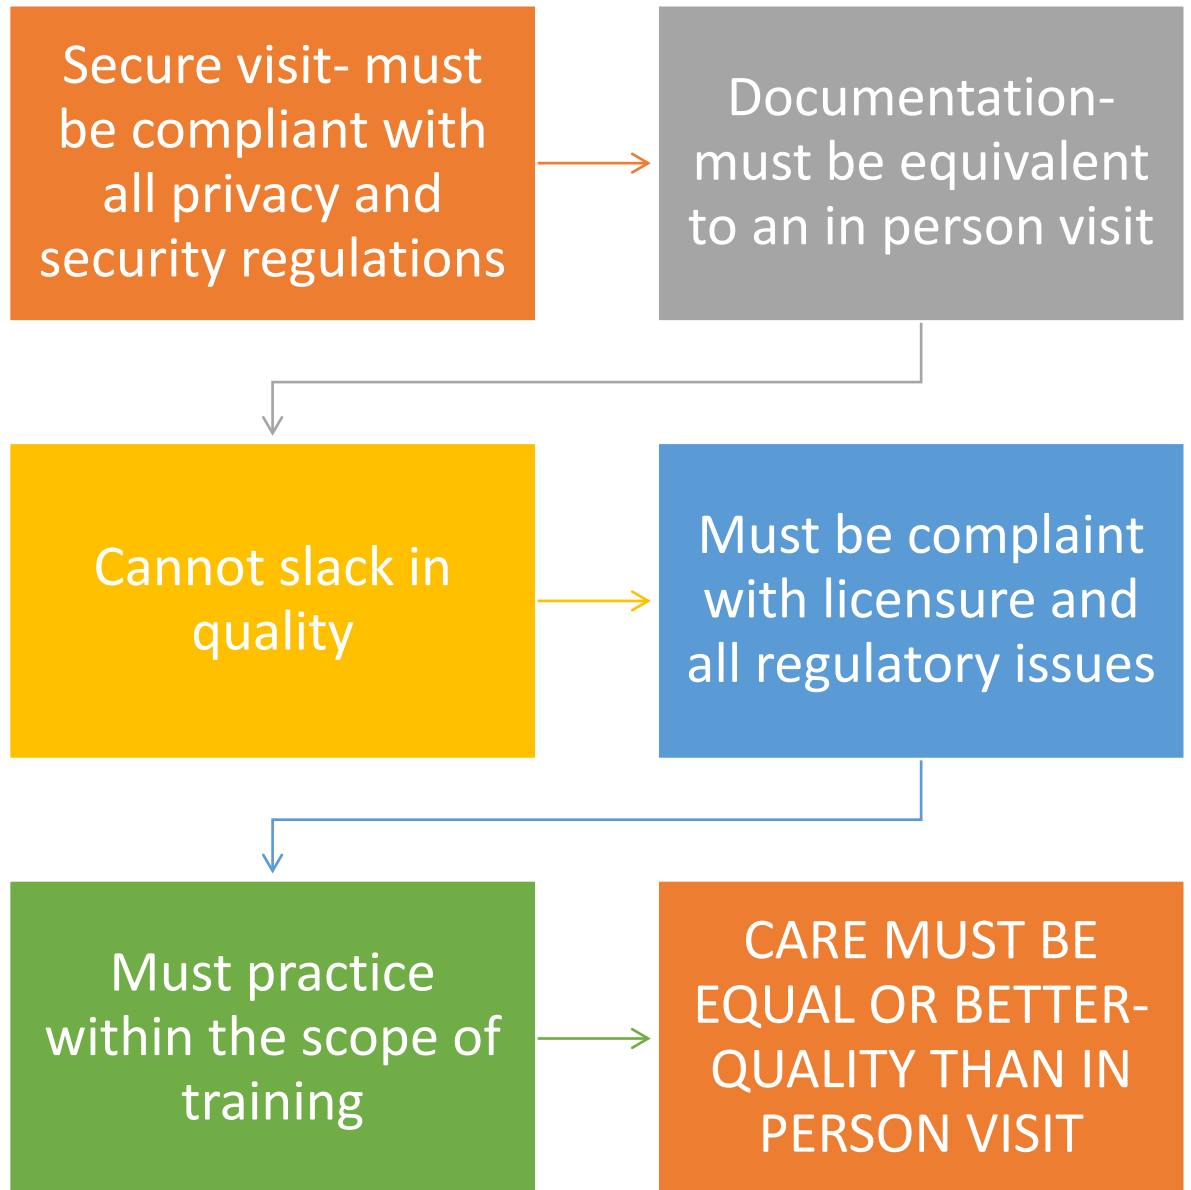 Secure visit- must
be compliant with
all privacy and
security regulations
Documentation-
must be equivalent
to an in person visit
Cannot slack in
quality
Must be complaint
with licensure and
all regulatory issues
Must practice
within the scope of
training
CARE MUST BE
EQUAL OR BETTER-
QUALITY THAN IN
PERSON VISIT